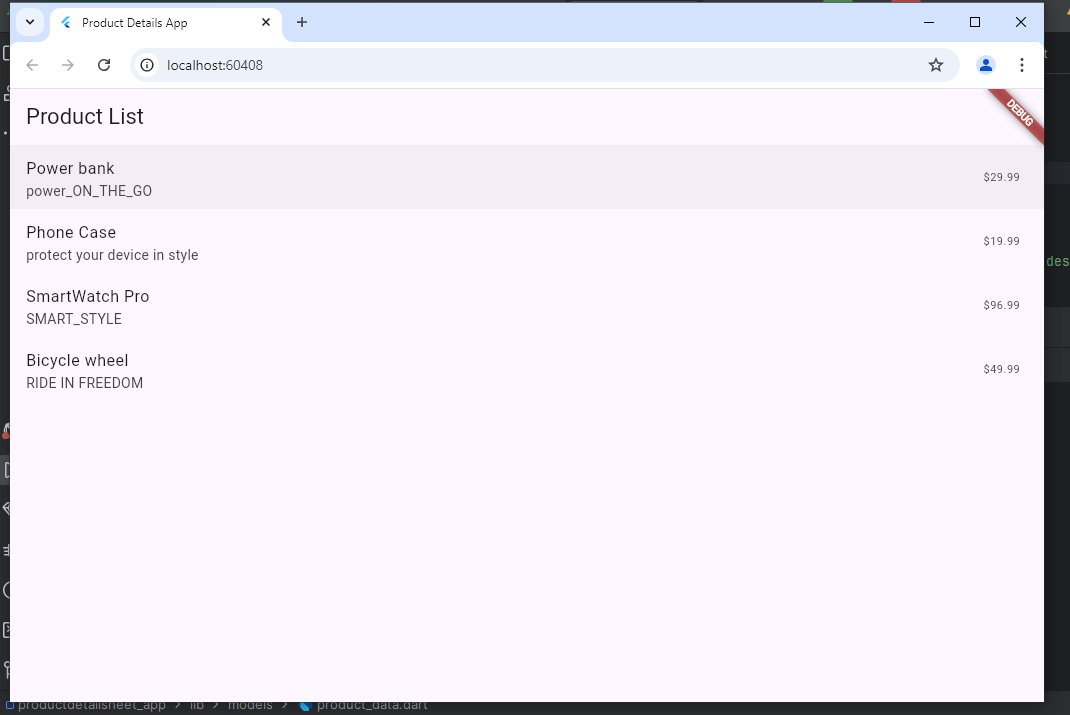 Product Details App
localhost:60408
Product List
DEBUG
Power bank
power_ON_THE_GO
$29.99
Phone Case
protect your device in style
$19.99
des
SmartWatch Pro
SMART_STYLE
$96.99
Bicycle wheel
RIDE IN FREEDOM
$49.99
productdetailsheet_app > lib > models > product_data.dart